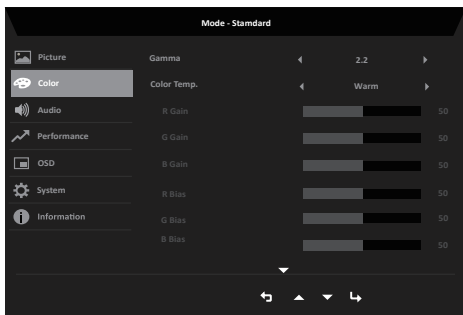 Mode - Stamdard
Picture
Gamma 2.2
Color
Color Temp. Warm
Audio
R Gain 50
Performance
G Gain 50
OSD
B Gain 50
System
R Bias 50
Information
G Bias 50
B Bias 50